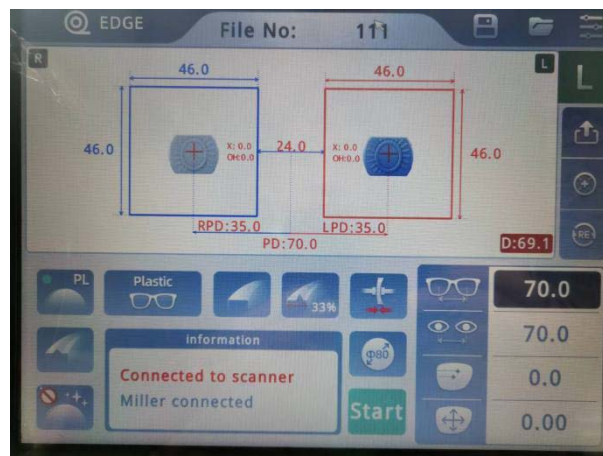 EDGE
File No: 111
R
L
L
46.0
46.0
46.0
X: 0.0
OH:0.0
24.0
X: 0.0
OH:0.0
46.0
RPD:35.0
LPD:35.0
PD:70.0
D:69.1
RE
PL
Plastic
33%
70.0
70.0
Information
Connected to scanner
Miller connected
Φ80
Start
0.0
0.00